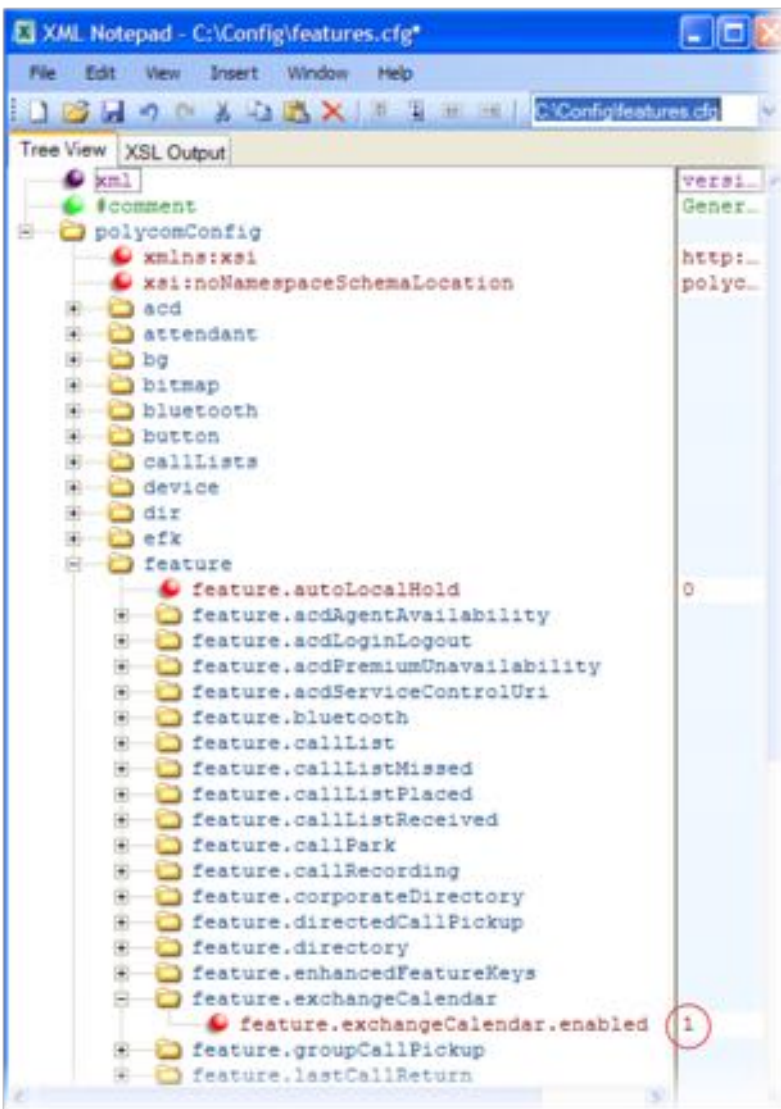 XML Notepad - C:\Config\features.cfg*
File Edit View Insert Window Help
C:\Config\features.cfg
Tree View XSL Output
xml versi...
#comment Gener...
polycomConfig
xmlns:xsi http:...
xsi:noNamespaceSchemaLocation polyc...
acd
attendant
bg
bitmap
bluetooth
button
callLists
device
dir
efk
feature
feature.autoLocalHold 0
feature.acdAgentAvailability
feature.acdLoginLogout
feature.acdPremiumUnavailability
feature.acdServiceControlUri
feature.bluetooth
feature.callList
feature.callListMissed
feature.callListPlaced
feature.callListReceived
feature.callPark
feature.callRecording
feature.corporateDirectory
feature.directedCallPickup
feature.directory
feature.enhancedFeatureKeys
feature.exchangeCalendar
feature.exchangeCalendar.enabled 1
feature.groupCallPickup
feature.lastCallReturn